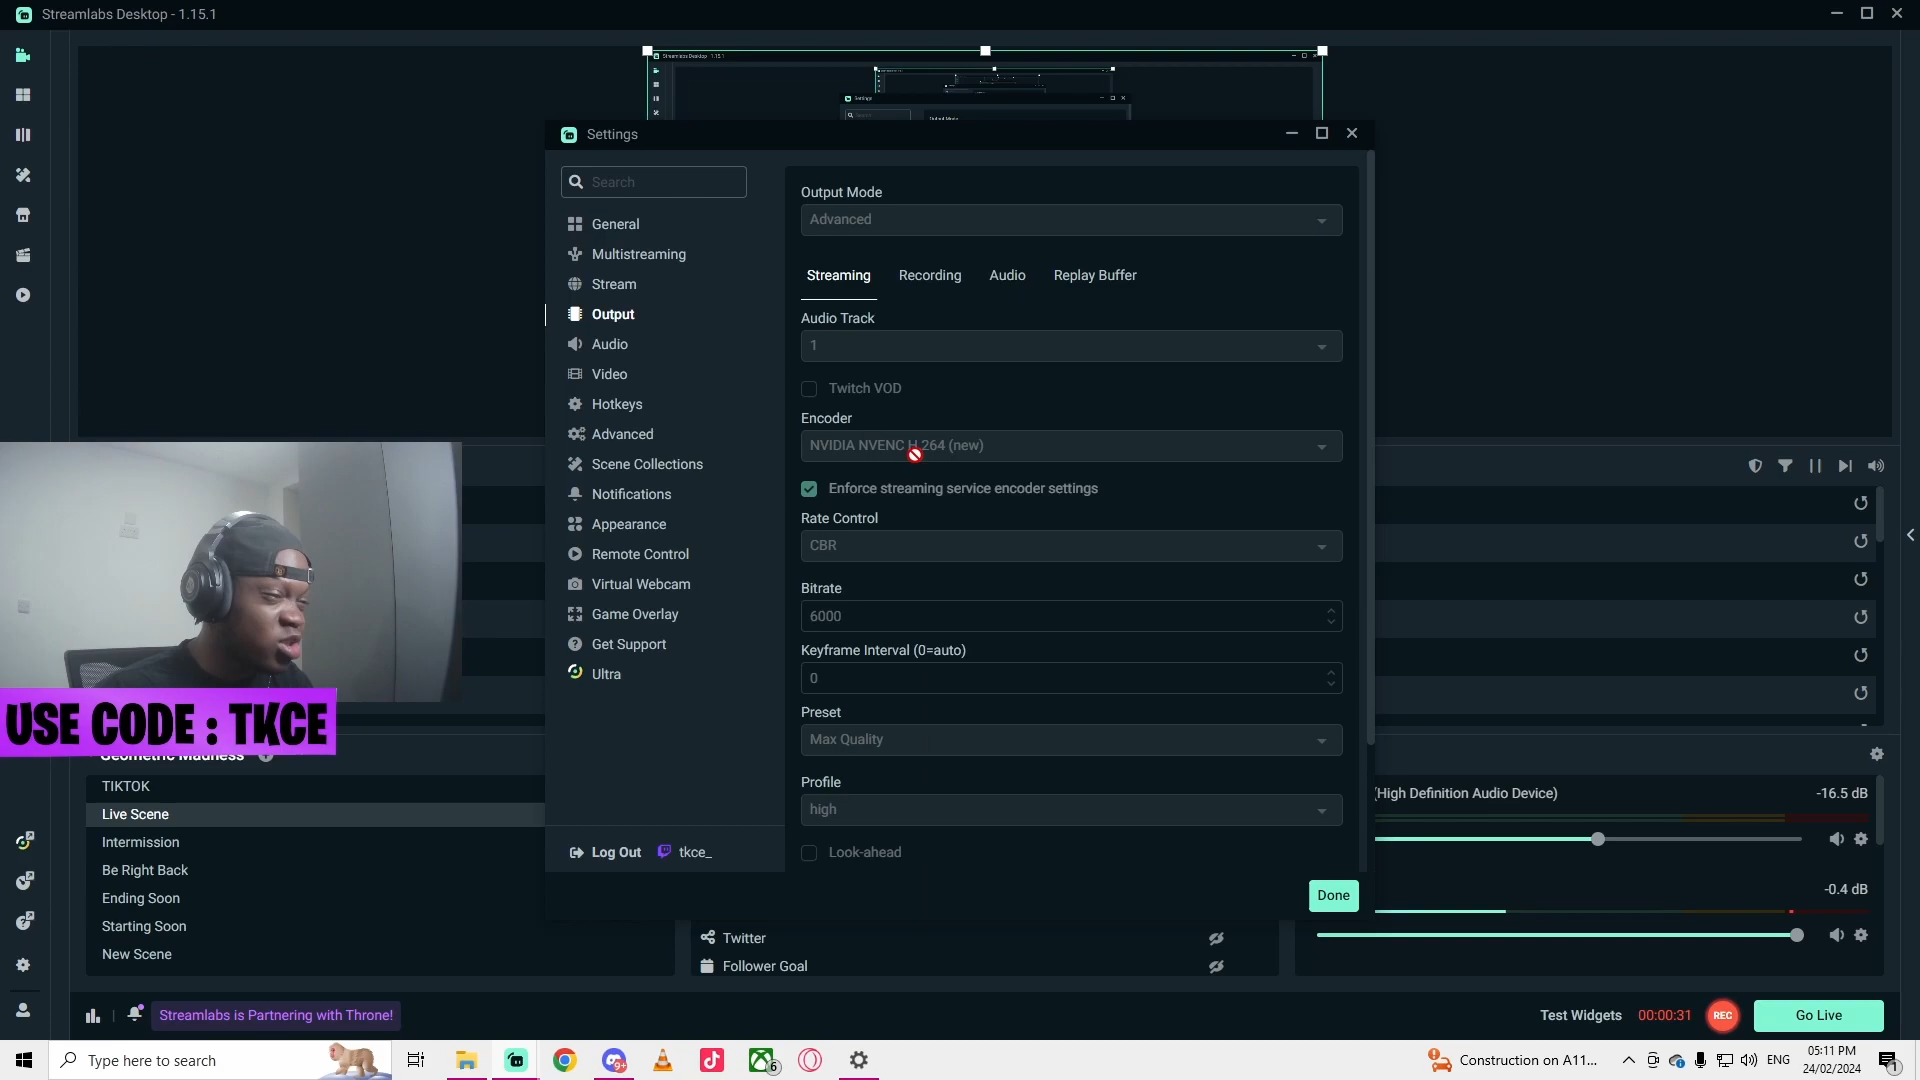 Streamlabs Desktop - 1.15.1
Settings
Search
General
Multistreaming
Stream
Output
Audio
Video
Hotkeys
Advanced
Scene Collections
Notifications
Appearance
Remote Control
Virtual Webcam
Game Overlay
Get Support
Ultra
Log Out
tkce_
Output Mode
Advanced
Streaming
Recording
Audio
Replay Buffer
Audio Track
1
Twitch VOD
Encoder
NVIDIA NVENC H.264 (new)
Enforce streaming service encoder settings
Rate Control
CBR
Bitrate
6000
Keyframe Interval (0=auto)
0
Preset
Max Quality
Profile
high
Look-ahead
Done
USE CODE : TKCE
Geometric Madness
TIKTOK
Live Scene
Intermission
Be Right Back
Ending Soon
Starting Soon
New Scene
Twitter
Follower Goal
(High Definition Audio Device)
-16.5 dB
-0.4 dB
Streamlabs is Partnering with Throne!
Test Widgets
00:00:31
REC
Go Live
Type here to search
9+
6
Construction on A11...
ENG
05:11 PM
24/02/2024
1